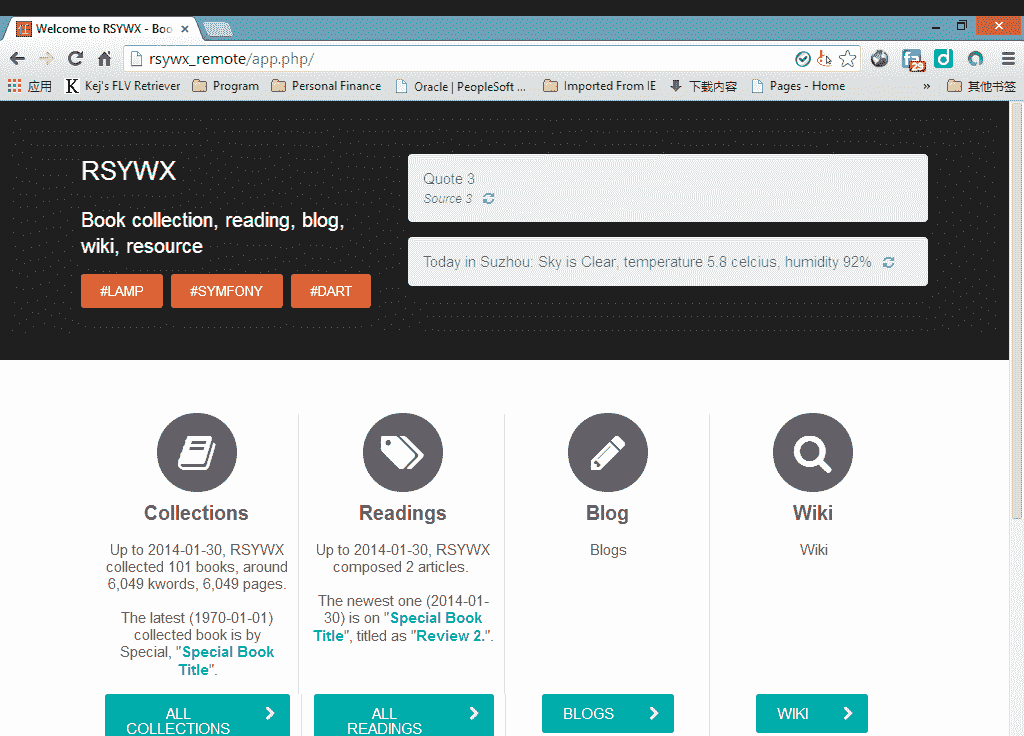 Welcome to RSYWX - Boo
rsywx_remote/app.php/
29
应用 Kej's FLV Retriever Program Personal Finance Oracle | PeopleSoft ... Imported From IE 下载内容 Pages - Home » 其他书签
RSYWX
Book collection, reading, blog,
wiki, resource
#LAMP #SYMFONY #DART
Quote 3
Source 3
Today in Suzhou: Sky is Clear, temperature 5.8 celcius, humidity 92%
Collections
Up to 2014-01-30, RSYWX
collected 101 books, around
6,049 kwords, 6,049 pages.
The latest (1970-01-01)
collected book is by
Special, "Special Book
Title".
ALL
COLLECTIONS
Readings
Up to 2014-01-30, RSYWX
composed 2 articles.
The newest one (2014-01-
30) is on "Special Book
Title", titled as "Review 2.".
ALL
READINGS
Blog
Blogs
BLOGS
Wiki
Wiki
WIKI